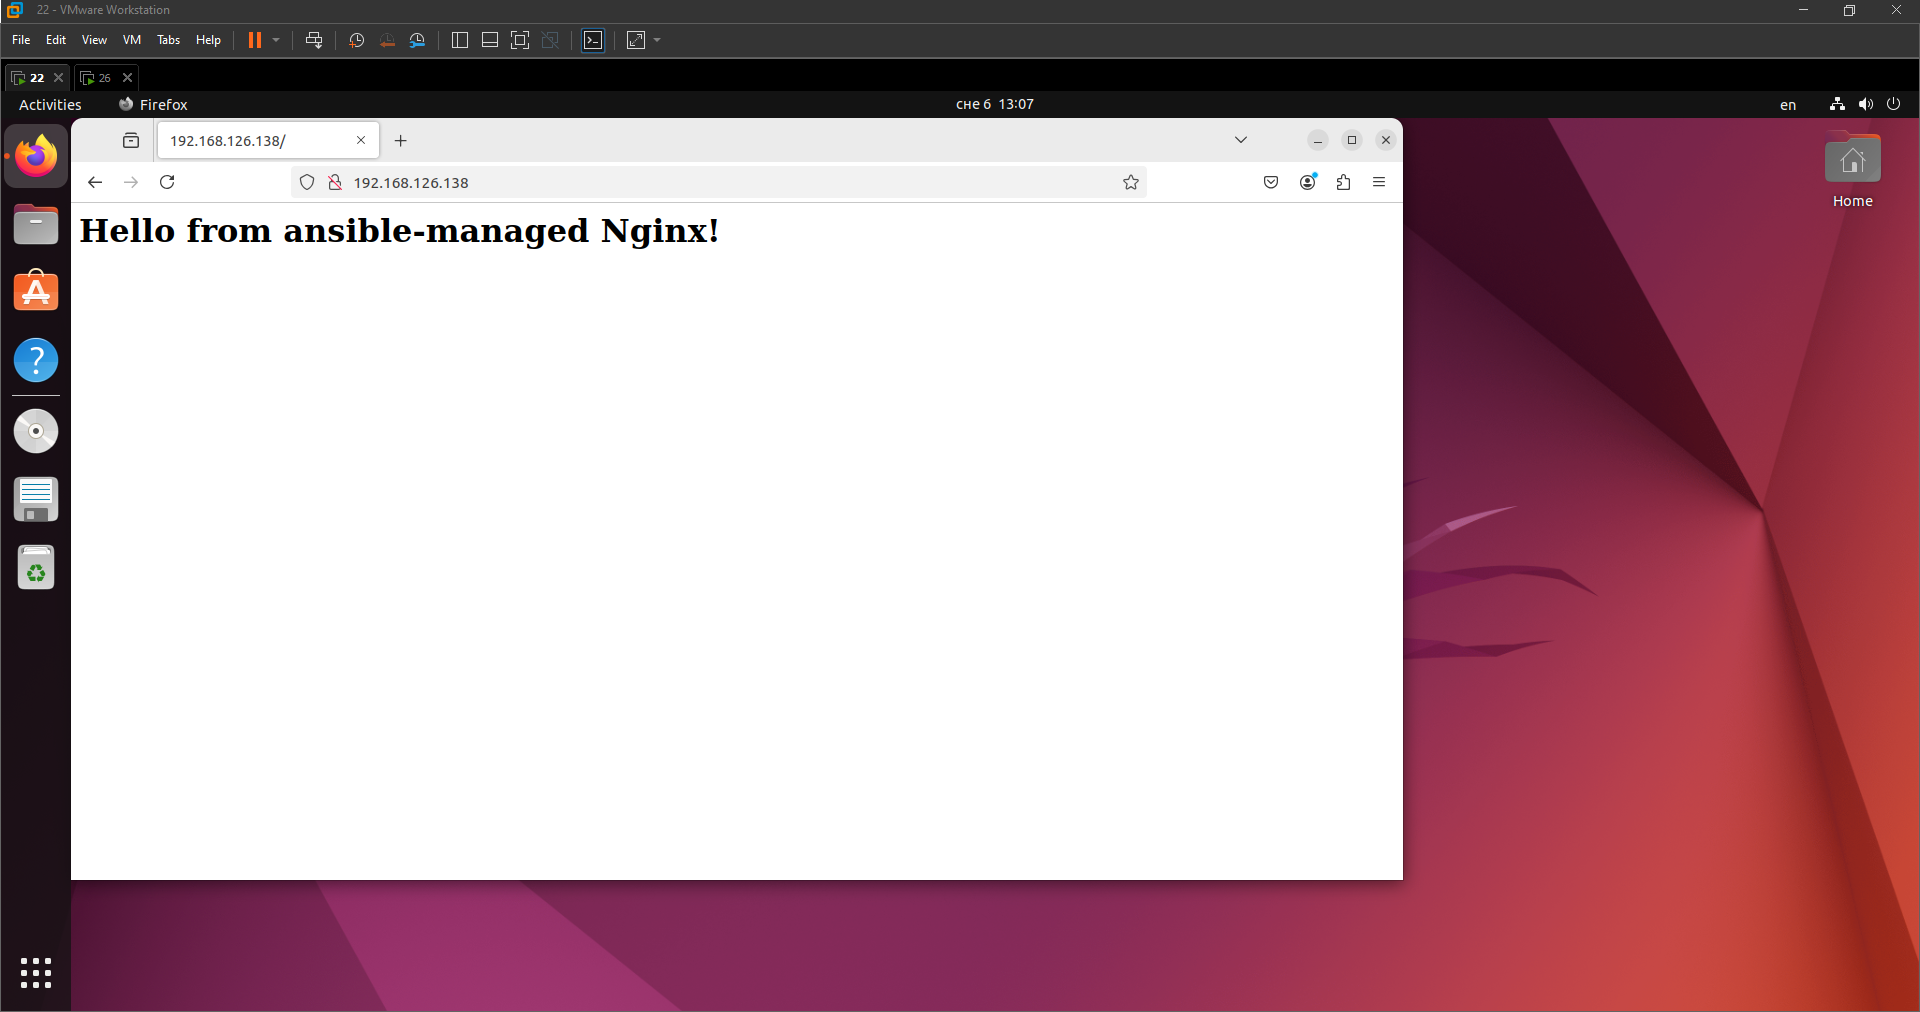 22 - VMware Workstation
File Edit View VM Tabs Help
22 26
Activities Firefox сне 6 13:07 en
192.168.126.138/
192.168.126.138
Hello from ansible-managed Nginx!
Home